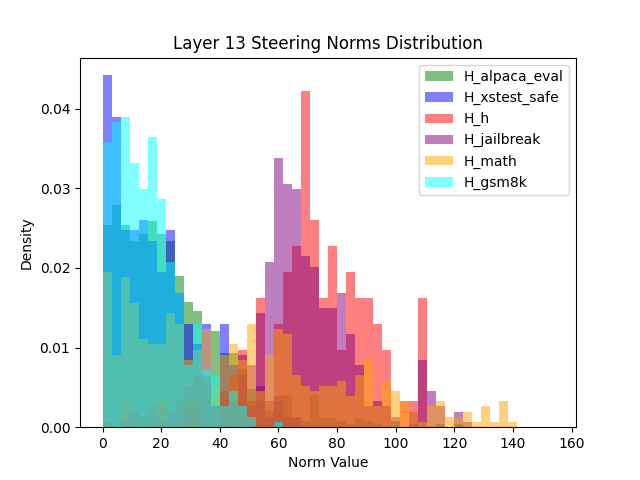 Layer 13 Steering Norms Distribution
H_alpaca_eval
H_xstest_safe
H_h
H_jailbreak
H_math
H_gsm8k
Density
0.04
0.03
0.02
0.01
0.00
0 20 40 60 80 100 120 140 160
Norm Value